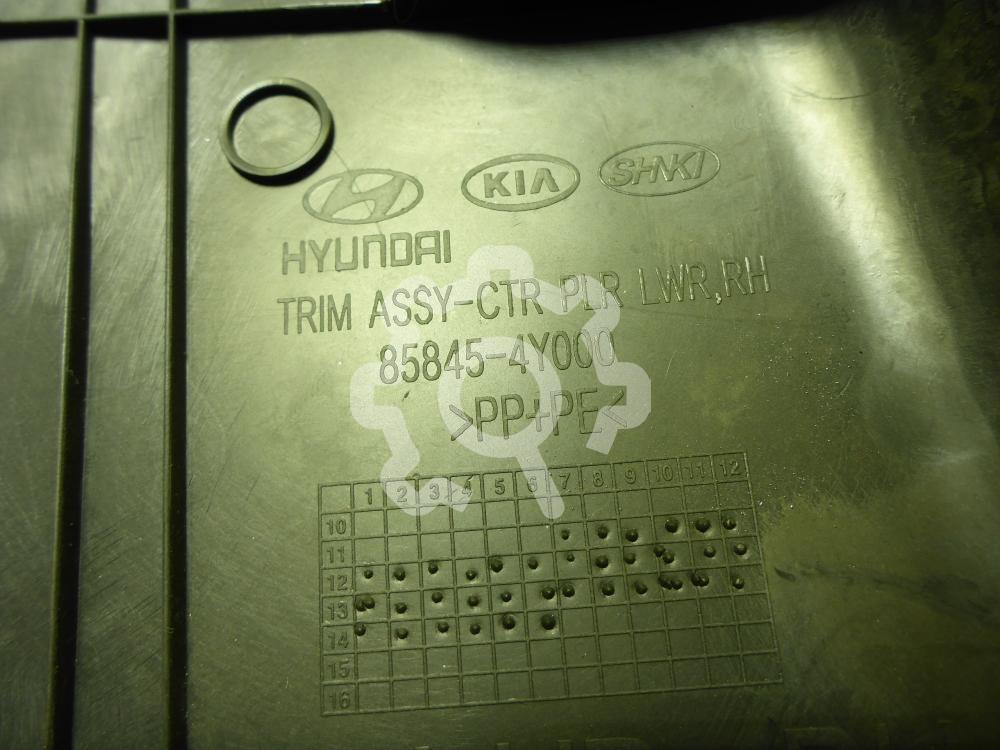 KIA
SHAKI
HYUNDAI
TRIM ASSY-CTR PLR LWR,RH
85845-4Y000
>PP+PE<
1 2 3 4 5 6 7 8 9 10 11 12
10
11
12
13
14
15
16